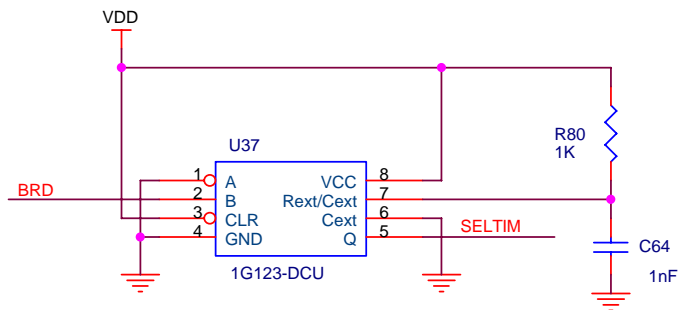 VDD
U37
R80
1K
1 A VCC 8
BRD 2 B Rext/Cext 7
3 CLR Cext 6
4 GND Q 5 SELTIM
C64
1G123-DCU
1nF